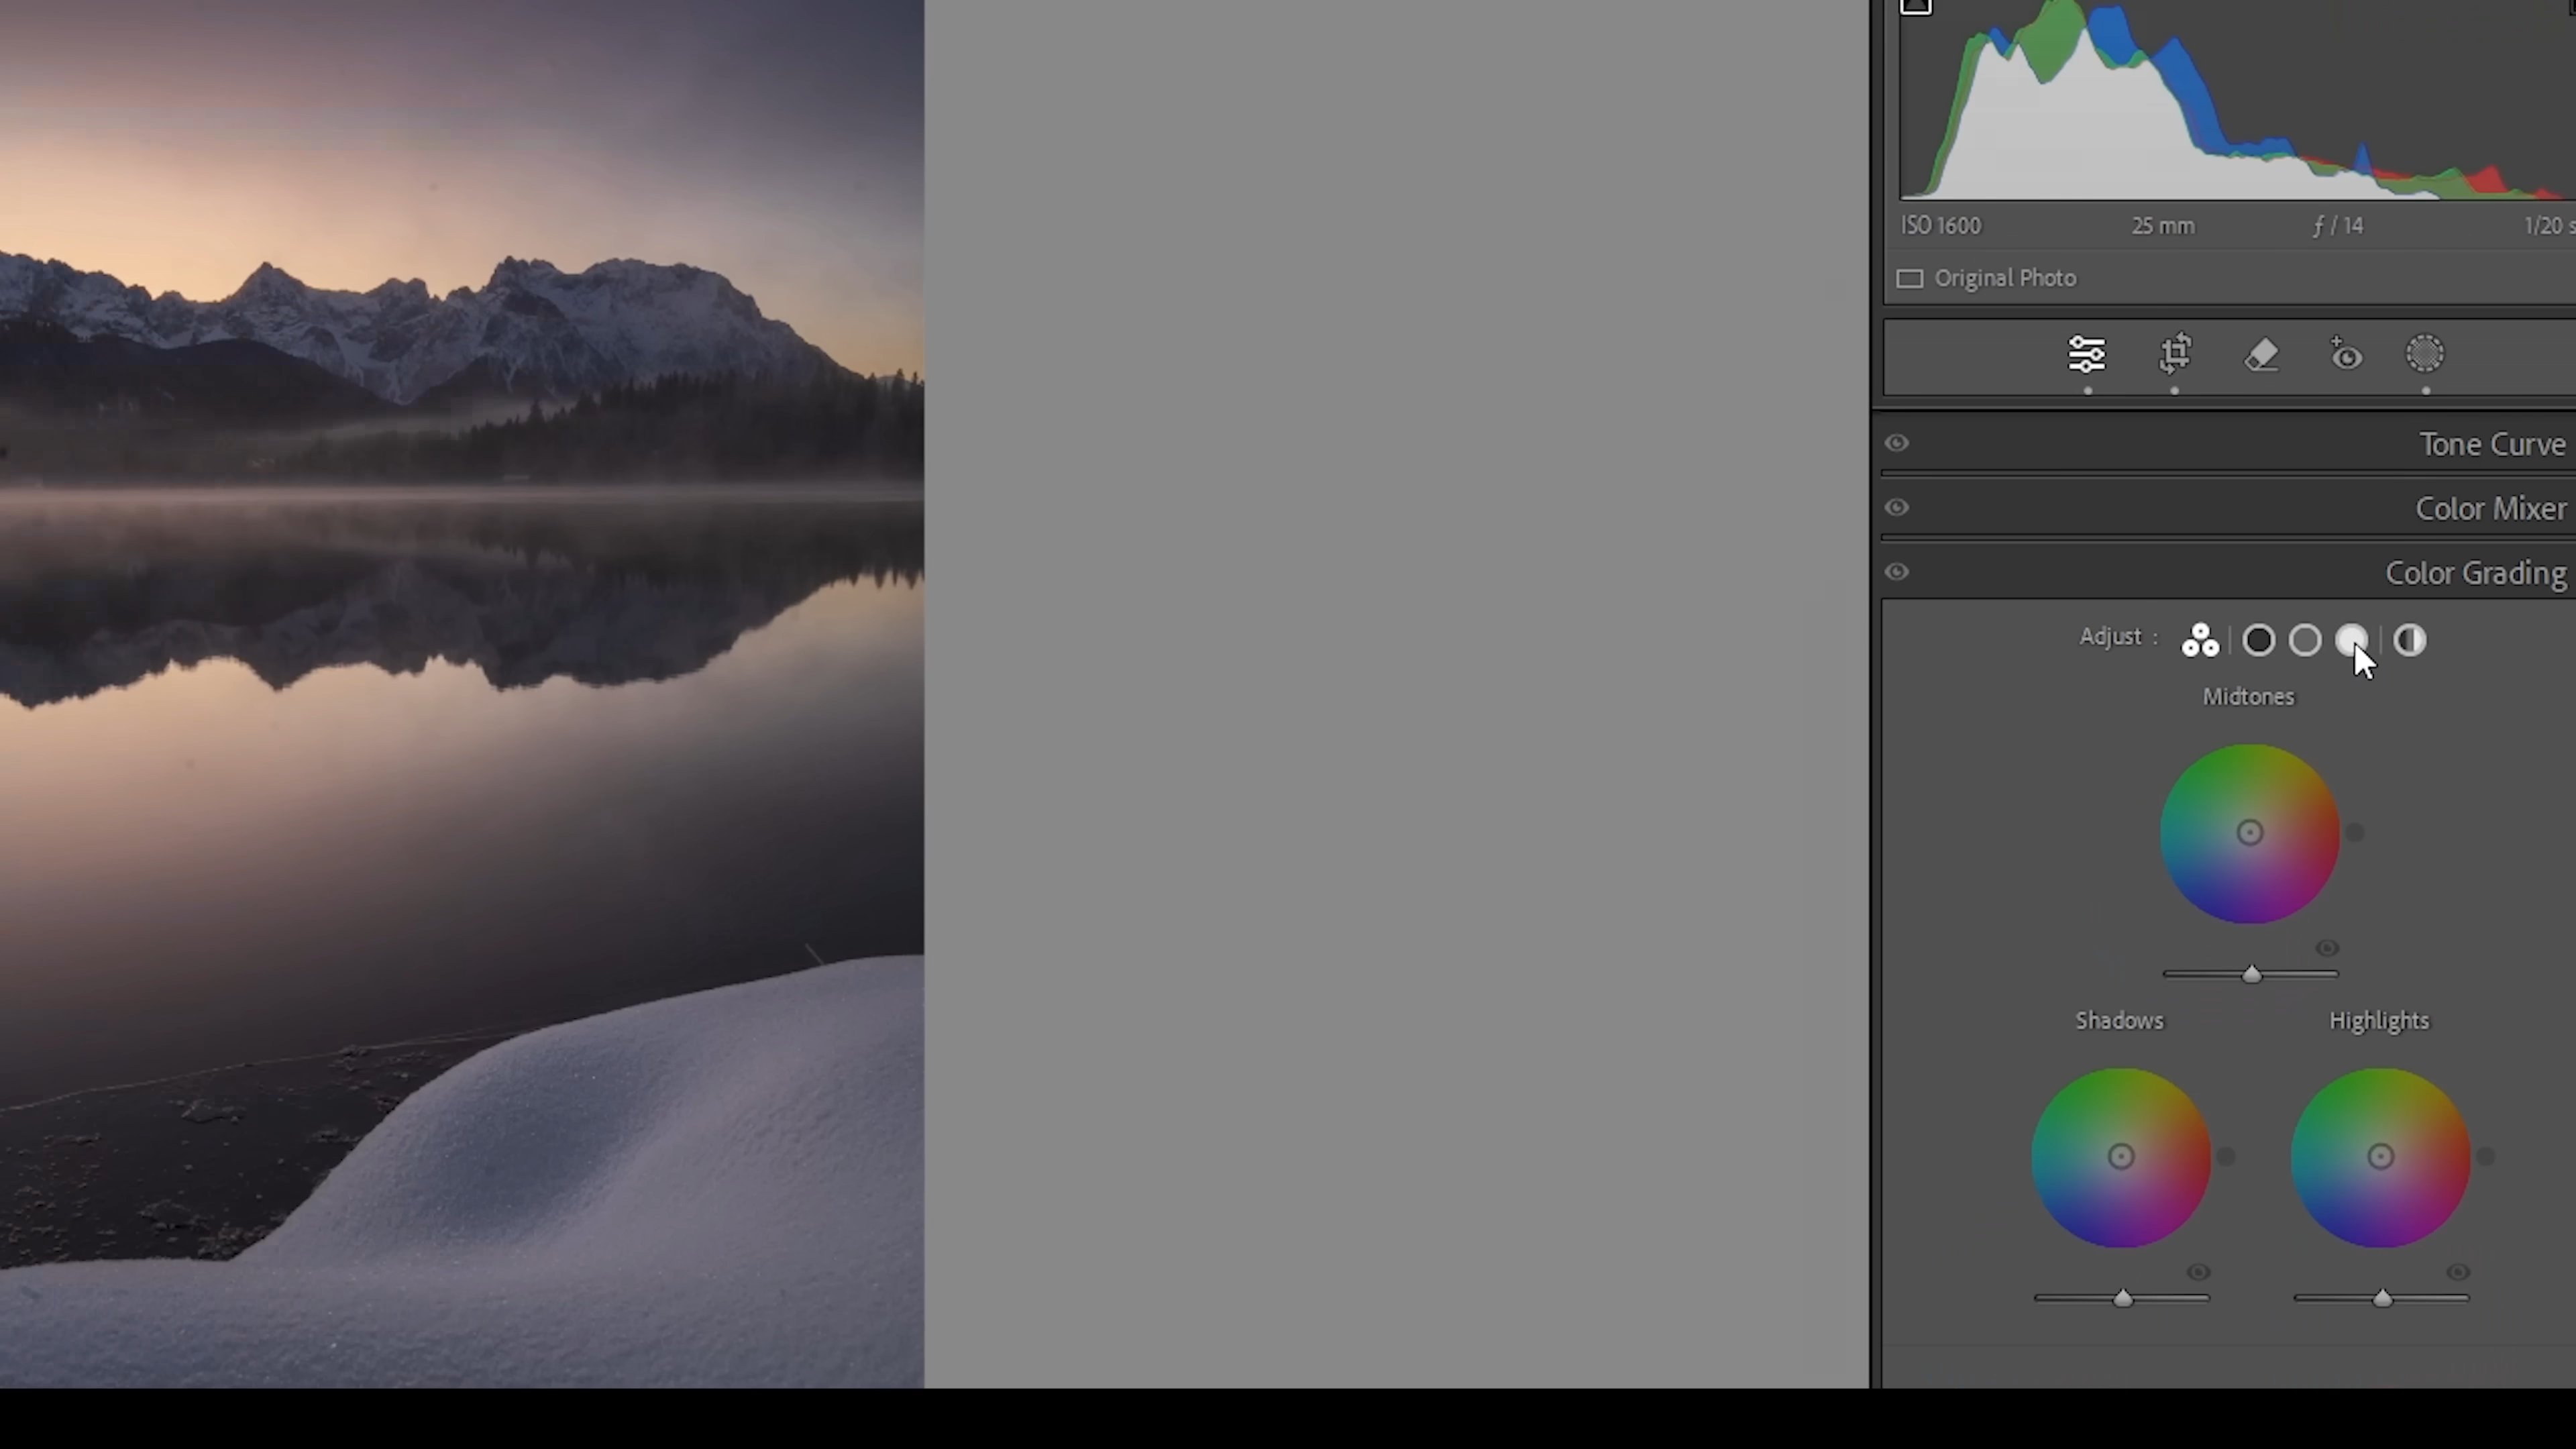 ISO 1600 25 mm ƒ / 14 1/20 s
Original Photo
Tone Curve
Color Mixer
Color Grading
Adjust :
Midtones
Shadows Highlights